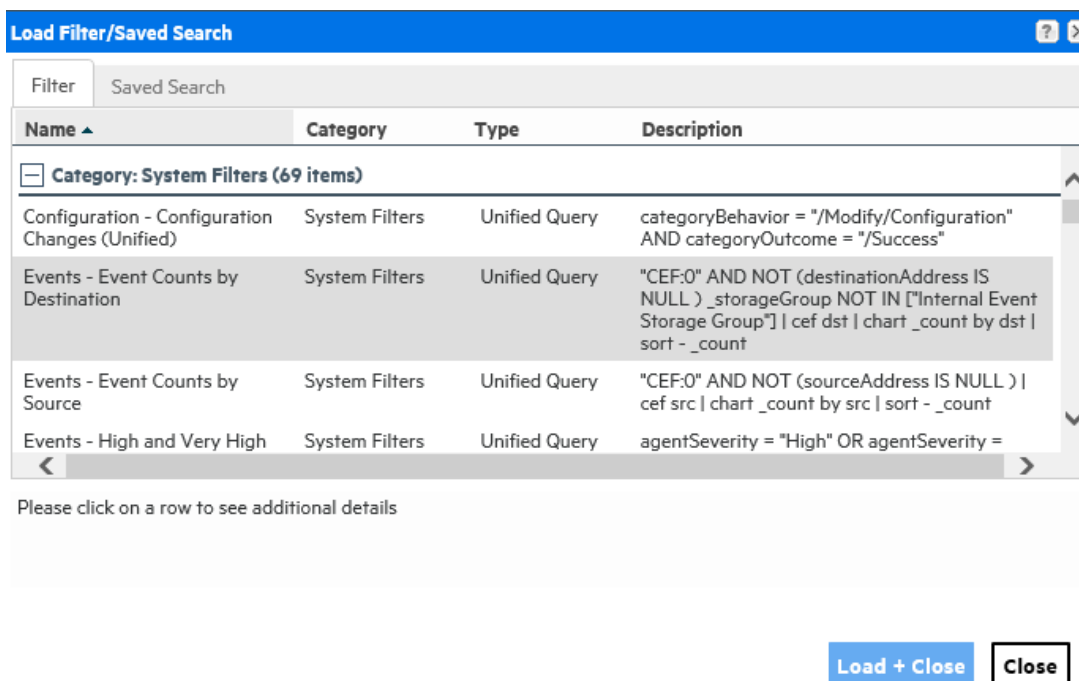 Load Filter/Saved Search
?
Filter Saved Search
Name Category Type Description
Category: System Filters (69 items)
Configuration - Configuration System Filters Unified Query categoryBehavior = "/Modify/Configuration"
Changes (Unified) AND categoryOutcome = "/Success"
Events - Event Counts by System Filters Unified Query "CEF:0" AND NOT (destinationAddress IS
Destination NULL ) _storageGroup NOT IN ["Internal Event
Storage Group"] | cef dst | chart _count by dst |
sort - _count
Events - Event Counts by System Filters Unified Query "CEF:0" AND NOT (sourceAddress IS NULL ) |
Source cef src | chart _count by src | sort - _count
Events - High and Very High System Filters Unified Query agentSeverity = "High" OR agentSeverity =
Please click on a row to see additional details
Load + Close Close